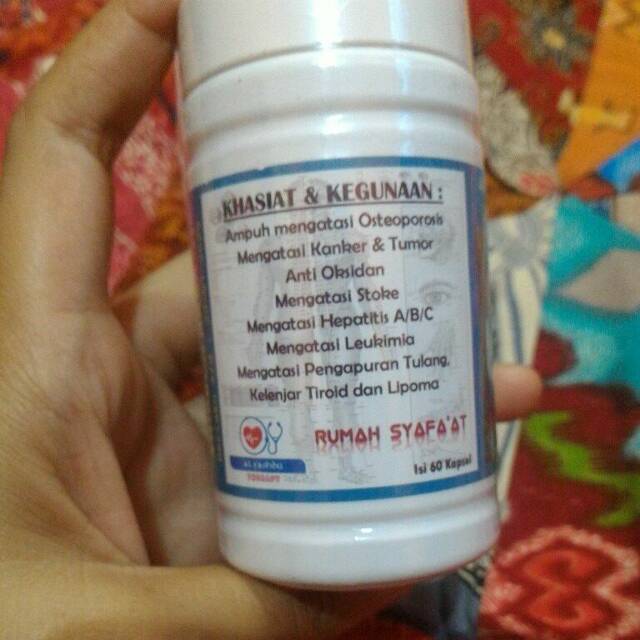 KHASIAT & KEGUNAAN :
Ampuh mengatasi Osteoporosis
Mengatasi Kanker & Tumor
Anti Oksidan
Mengatasi Stoke
Mengatasi Hepatitis A/B/C
Mengatasi Leukimia
Mengatasi Pengapuran Tulang,
Kelenjar Tiroid dan Lipoma
RUMAH SYAFA'AT
Isi 60 Kapsul